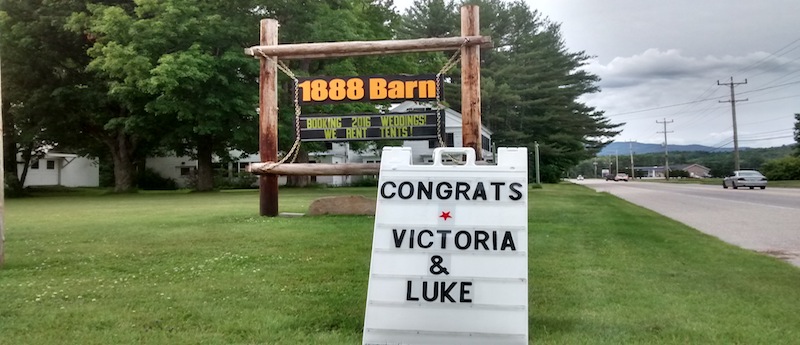 1888 Barn
BOOKING 2016 WEDDINGS!
WE RENT TENTS!
CONGRATS
VICTORIA
&
LUKE